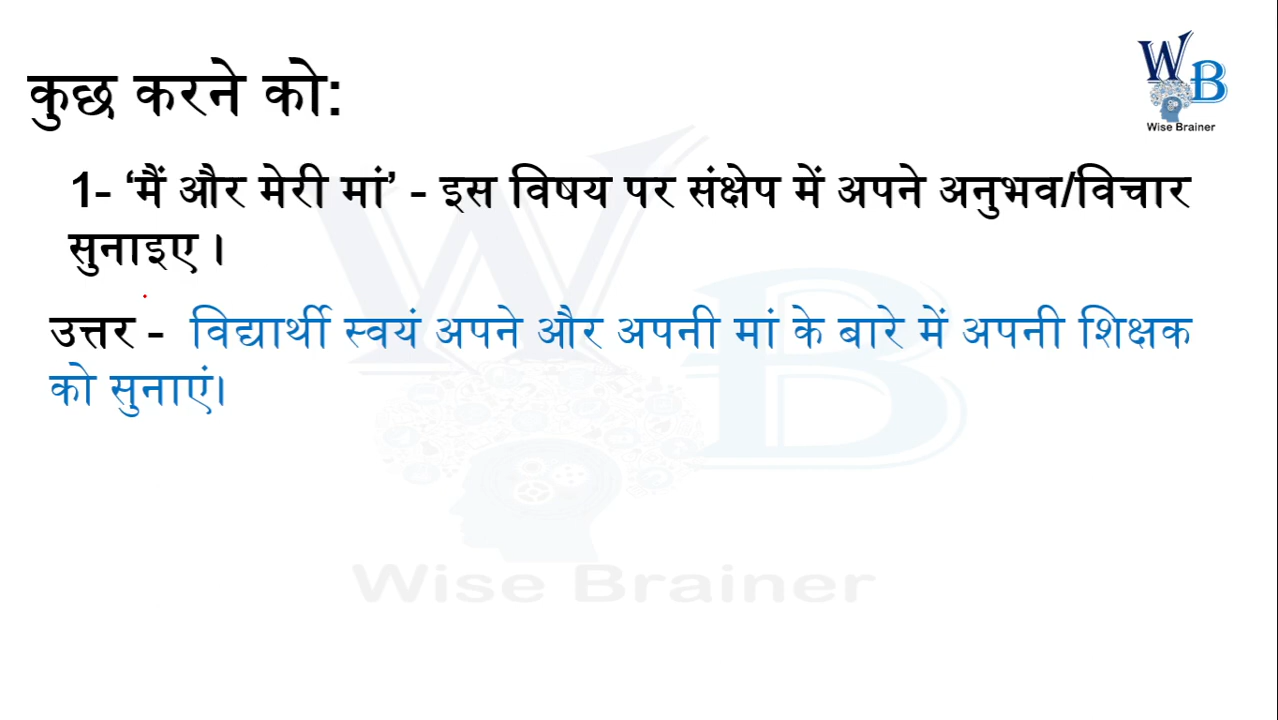 W
B
Wise Brainer
कुछ करने को:
1- ‘मैं और मेरी मां’ - इस विषय पर संक्षेप में अपने अनुभव/विचार
सुनाइए ।
उत्तर - विद्यार्थी स्वयं अपने और अपनी मां के बारे में अपनी शिक्षक
को सुनाएं।
W
B
Wise Brainer